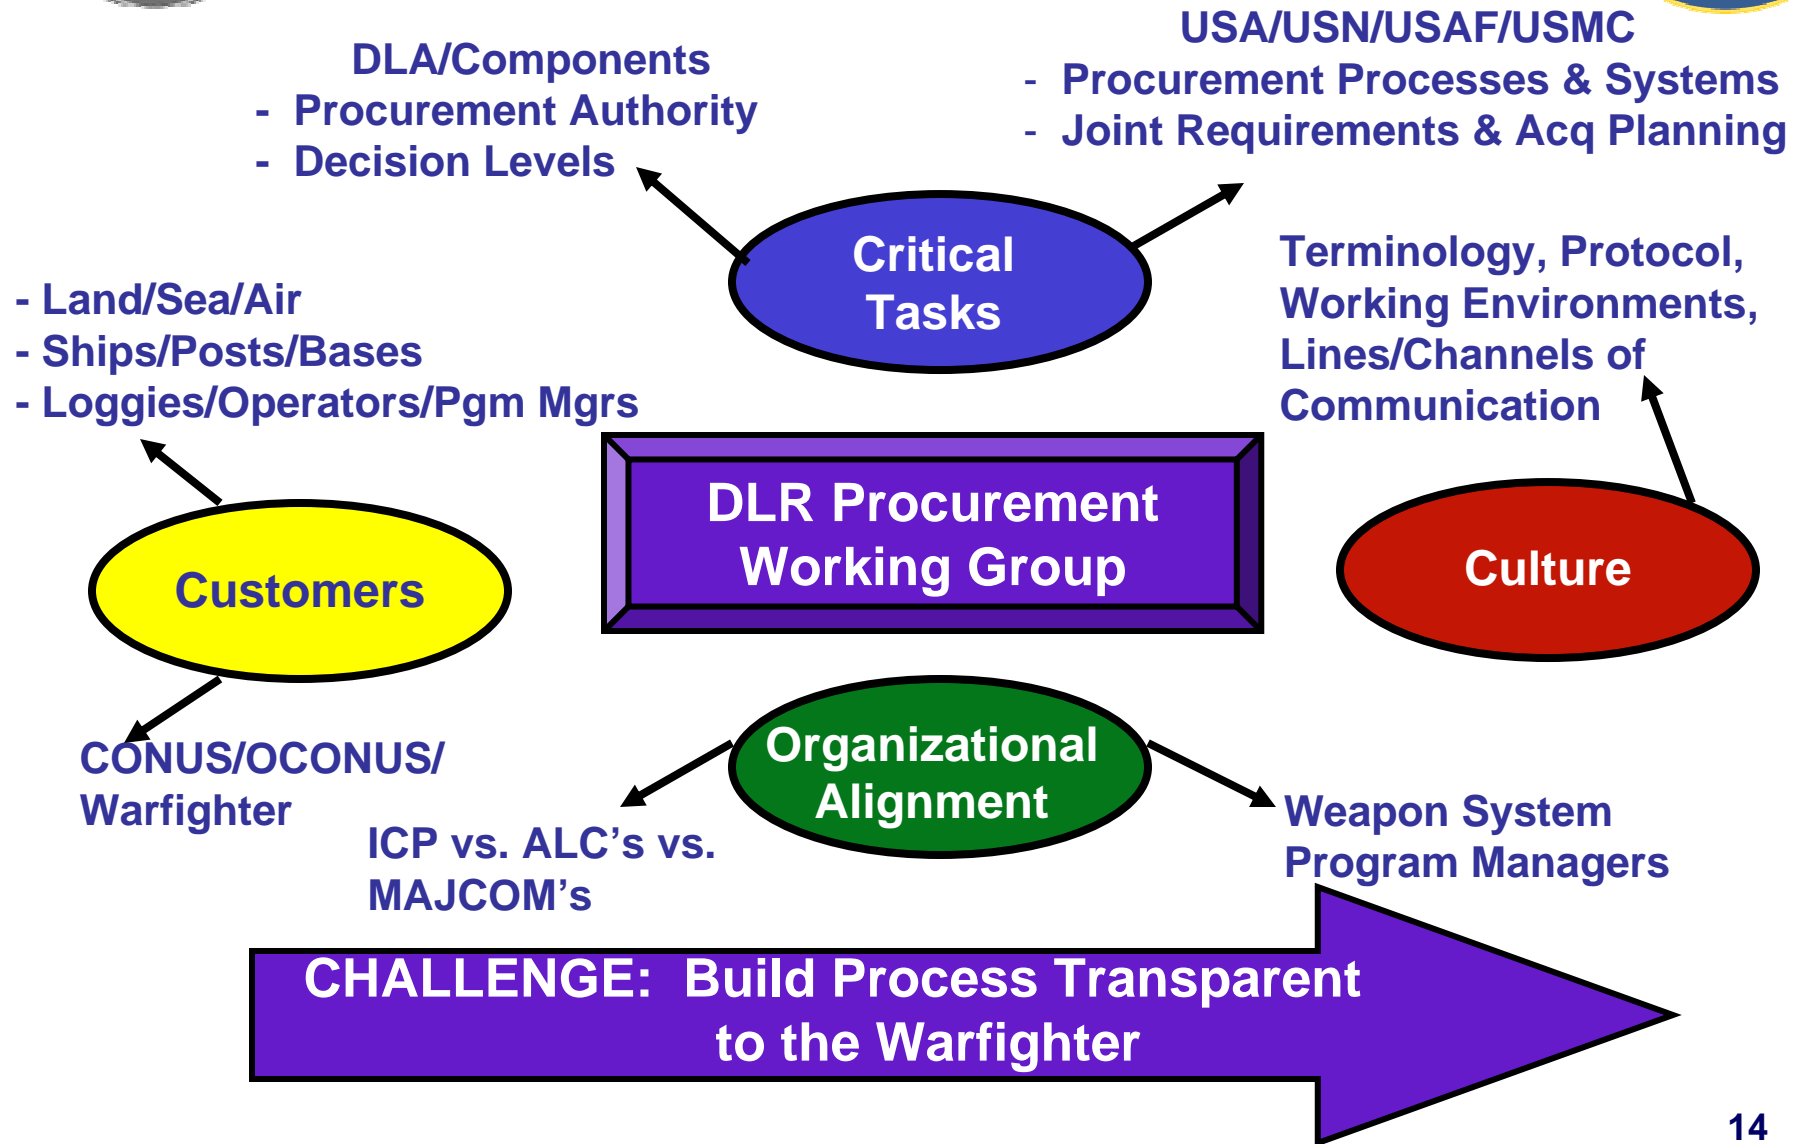 DLA/Components
- Procurement Authority
- Decision Levels
USA/USN/USAF/USMC
- Procurement Processes & Systems
- Joint Requirements & Acq Planning
Critical
Tasks
- Land/Sea/Air
- Ships/Posts/Bases
- Loggies/Operators/Pgm Mgrs
Terminology, Protocol,
Working Environments,
Lines/Channels of
Communication
DLR Procurement
Working Group
Customers
Culture
CONUS/OCONUS/
Warfighter
Organizational
Alignment
ICP vs. ALC’s vs.
MAJCOM’s
Weapon System
Program Managers
CHALLENGE: Build Process Transparent
to the Warfighter
14